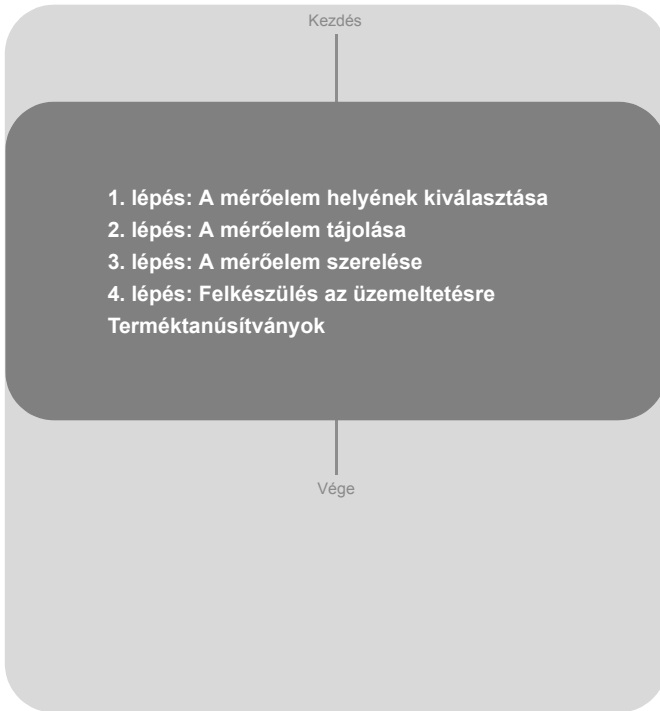 Kezdés
1. lépés: A mérőelem helyének kiválasztása
2. lépés: A mérőelem tájolása
3. lépés: A mérőelem szerelése
4. lépés: Felkészülés az üzemeltetésre
Terméktanúsítványok
Vége